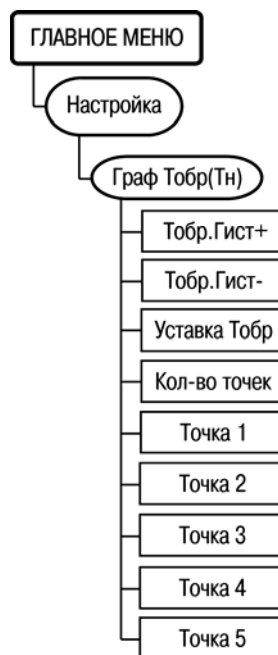 ГЛАВНОЕ МЕНЮ
Настройка
Граф Тобр(Тн)
Тобр.Гист+
Тобр.Гист-
Уставка Тобр
Кол-во точек
Точка 1
Точка 2
Точка 3
Точка 4
Точка 5